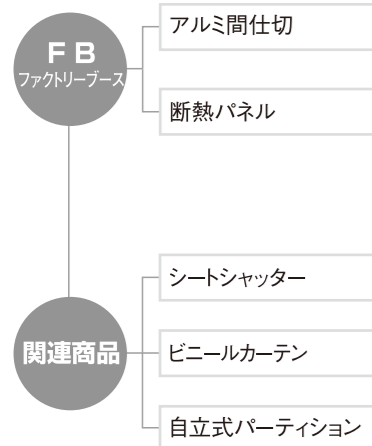 FB
ファクトリーブース
アルミ間仕切
断熱パネル
関連商品
シートシャッター
ビニールカーテン
自立式パーティション